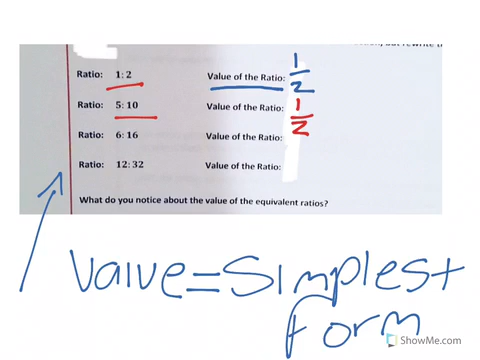 Ratio: 1: 2 Value of the Ratio: 1/2
Ratio: 5: 10 Value of the Ratio: 1/2
Ratio: 6: 16 Value of the Ratio:
Ratio: 12: 32 Value of the Ratio:
What do you notice about the value of the equivalent ratios?
Value=Simplest
form
ShowMe.com